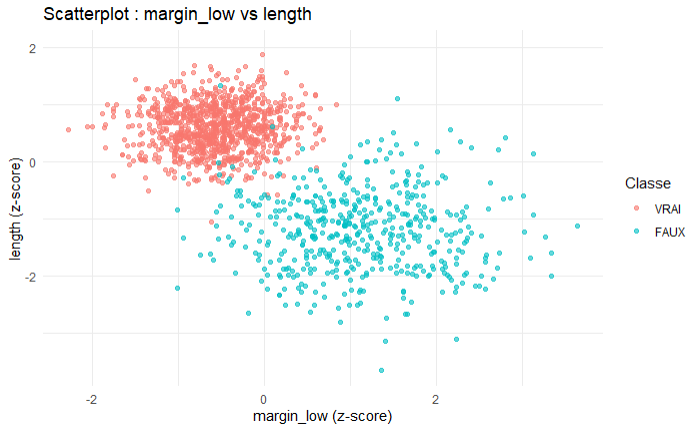 Scatterplot : margin_low vs length
2
0
-2
length (z-score)
-2
0
2
margin_low (z-score)
Classe
VRAI
FAUX